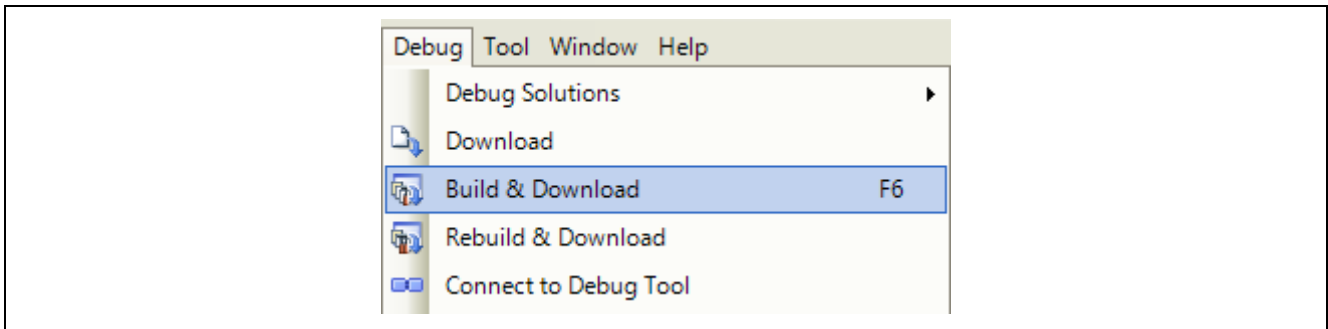 Debug Tool Window Help
Debug Solutions
Download
Build & Download F6
Rebuild & Download
Connect to Debug Tool